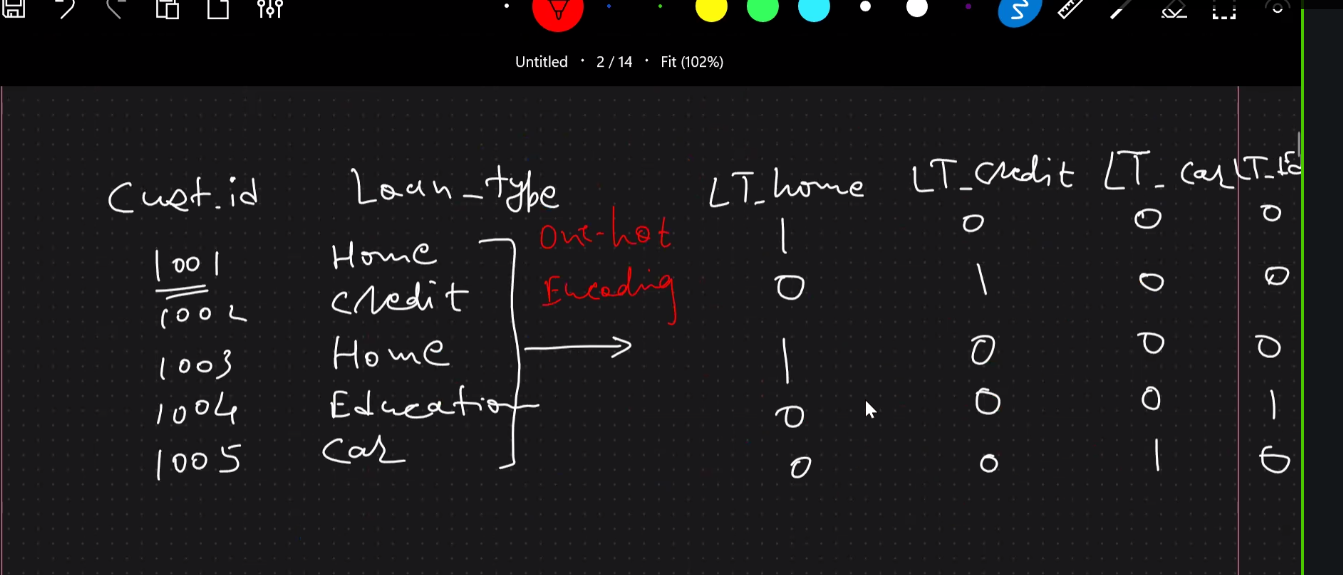 Untitled · 2 / 14 · Fit (102%)
Cust.id Loan_type LT_home LT_credit LT_car LT_Ed
One-hot
Encoding
1001 Home 1 0 0 0
1002 credit 0 1 0 0
1003 Home 1 0 0 0
1004 Education 0 0 0 1
1005 Car 0 0 1 0